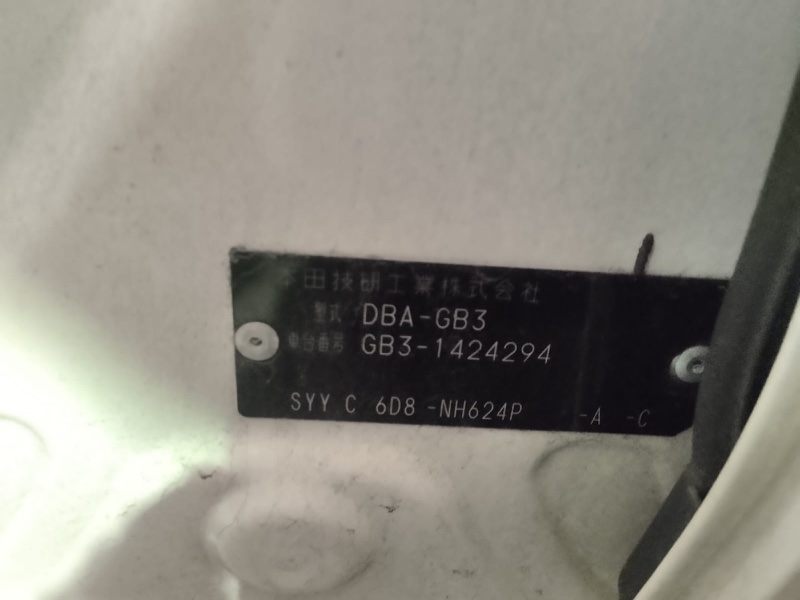 本田技研工業株式会社
型式 DBA-GB3
車台番号 GB3-1424294
SYY C 6D8 -NH624P -A -C